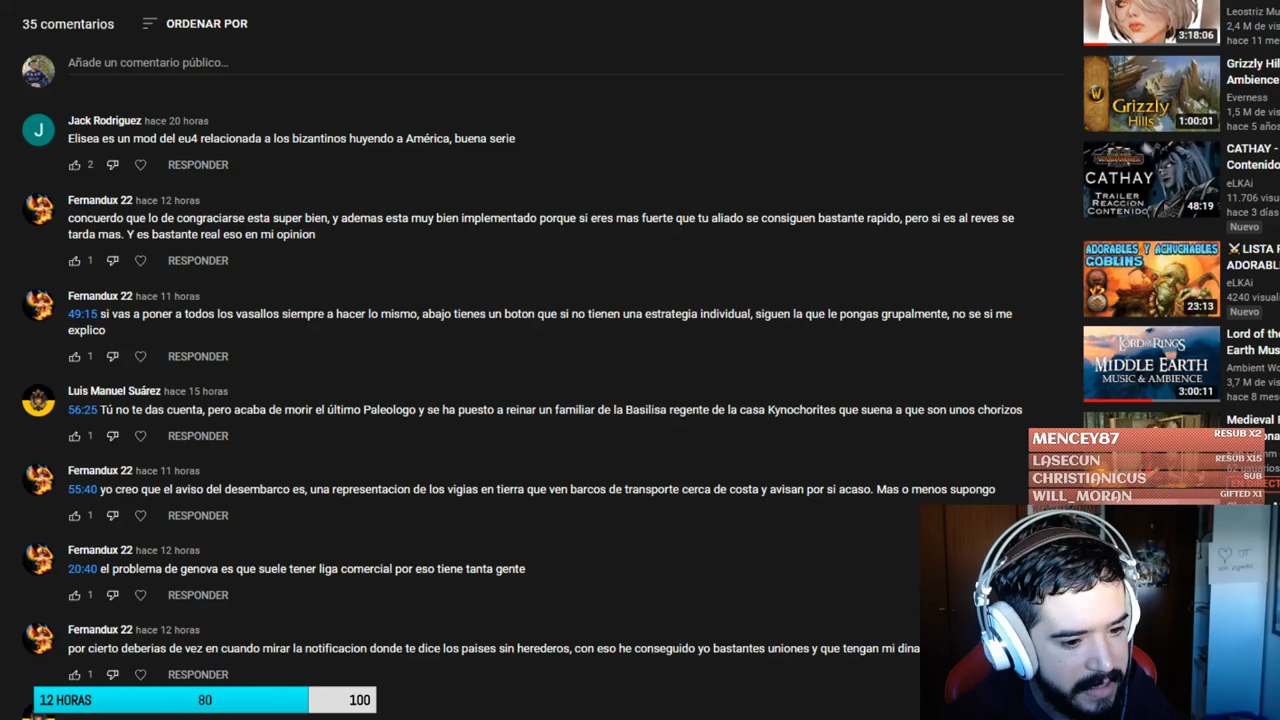 35 comentarios
ORDENAR POR
Añade un comentario público...
Jack Rodriguez hace 20 horas
J
Elisea es un mod del eu4 relacionada a los bizantinos huyendo a América, buena serie
2
RESPONDER
Fernandux 22 hace 12 horas
concuerdo que lo de congraciarse esta super bien, y ademas esta muy bien implementado porque si eres mas fuerte que tu aliado se consiguen bastante rapido, pero si es al reves se
tarda mas. Y es bastante real eso en mi opinion
1
RESPONDER
Fernandux 22 hace 11 horas
49:15 si vas a poner a todos los vasallos siempre a hacer lo mismo, abajo tienes un boton que si no tienen una estrategia individual, siguen la que le pongas grupalmente, no se si me
explico
1
RESPONDER
Luis Manuel Suárez hace 15 horas
56:25 Tú no te das cuenta, pero acaba de morir el último Paleologo y se ha puesto a reinar un familiar de la Basilisa regente de la casa Kynochorites que suena a que son unos chorizos
1
RESPONDER
Fernandux 22 hace 11 horas
55:40 yo creo que el aviso del desembarco es, una representacion de los vigias en tierra que ven barcos de transporte cerca de costa y avisan por si acaso. Mas o menos supongo
1
RESPONDER
Fernandux 22 hace 12 horas
20:40 el problema de genova es que suele tener liga comercial por eso tiene tanta gente
1
RESPONDER
Fernandux 22 hace 12 horas
por cierto deberias de vez en cuando mirar la notificacion donde te dice los paises sin herederos, con eso he conseguido yo bastantes uniones y que tengan mi dina
1
RESPONDER
12 HORAS 80 100
3:18:06
Leostriz Mu
2,4 M de vis
hace 11 me
Grizzly Hills
1:00:01
Grizzly Hil
Ambience
Everness
1,5 M de vis
hace 5 año
CATHAY
TRAILER
REACCION
CONTENIDO
48:19
CATHAY -
Contenido
eLKAi
11.706 visu
hace 3 días
Nuevo
ADORABLES Y ACHUCHABLES
GOBLINS
23:13
LISTA
ADORABL
eLKAi
4240 visual
Nuevo
LORD OF THE RINGS
MIDDLE EARTH
MUSIC & AMBIENCE
3:00:11
Lord of the
Earth Mus
Ambient Wo
3,7 M de vis
hace 8 mes
Medieval
MENCEY87 RESUB X2
LASECUN RESUB X15
CHRISTIANICUS SUB
WILL_MORAN GIFTED X1
EN DIRECT